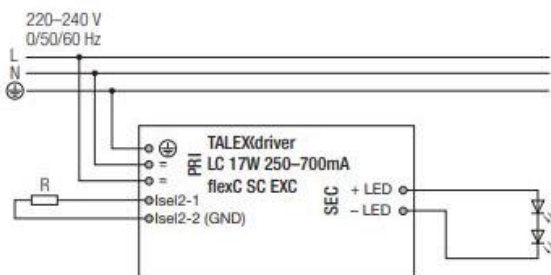 220–240 V
0/50/60 Hz
L
N
TALEXXdriver
= LC 17W 250–700mA
= flexC SC EXC
PRI
SEC
R
Isel2-1
Isel2-2 (GND)
+ LED
– LED